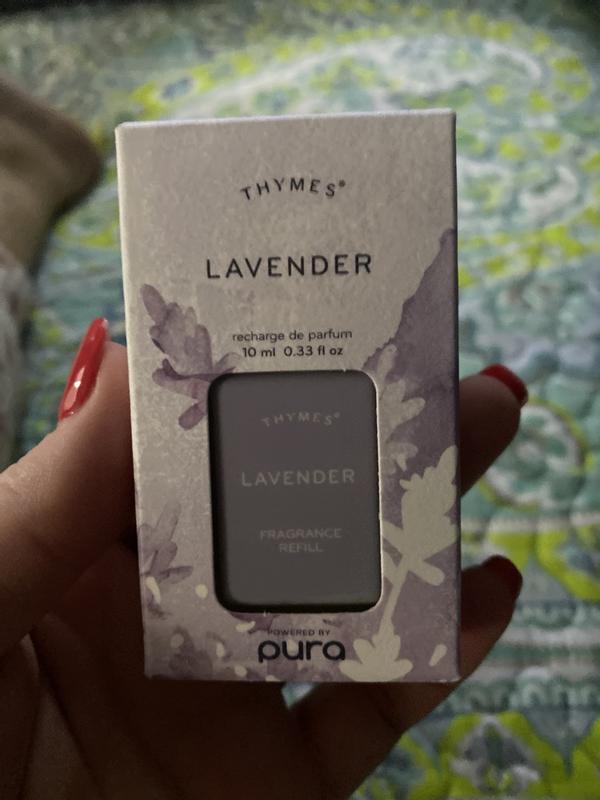 THYMES®
LAVENDER
recharge de parfum
10 ml 0.33 fl oz
THYMES®
LAVENDER
FRAGRANCE
REFILL
POWERED BY
pura